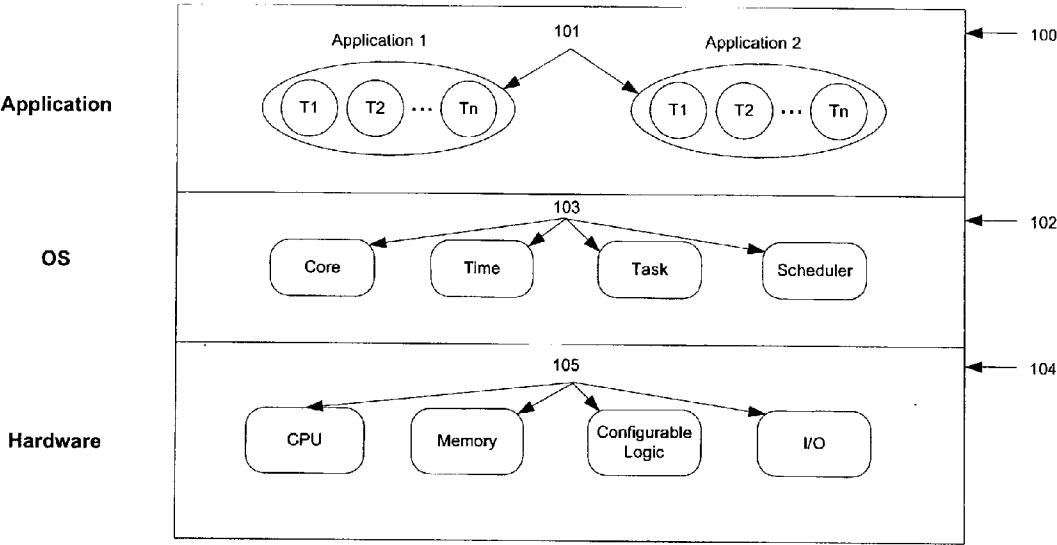 101
100
Application 1
Application 2
Application
T1 T2 ... Tn
T1 T2 ... Tn
103
102
OS
Core
Time
Task
Scheduler
105
104
Hardware
CPU
Memory
Configurable
Logic
I/O